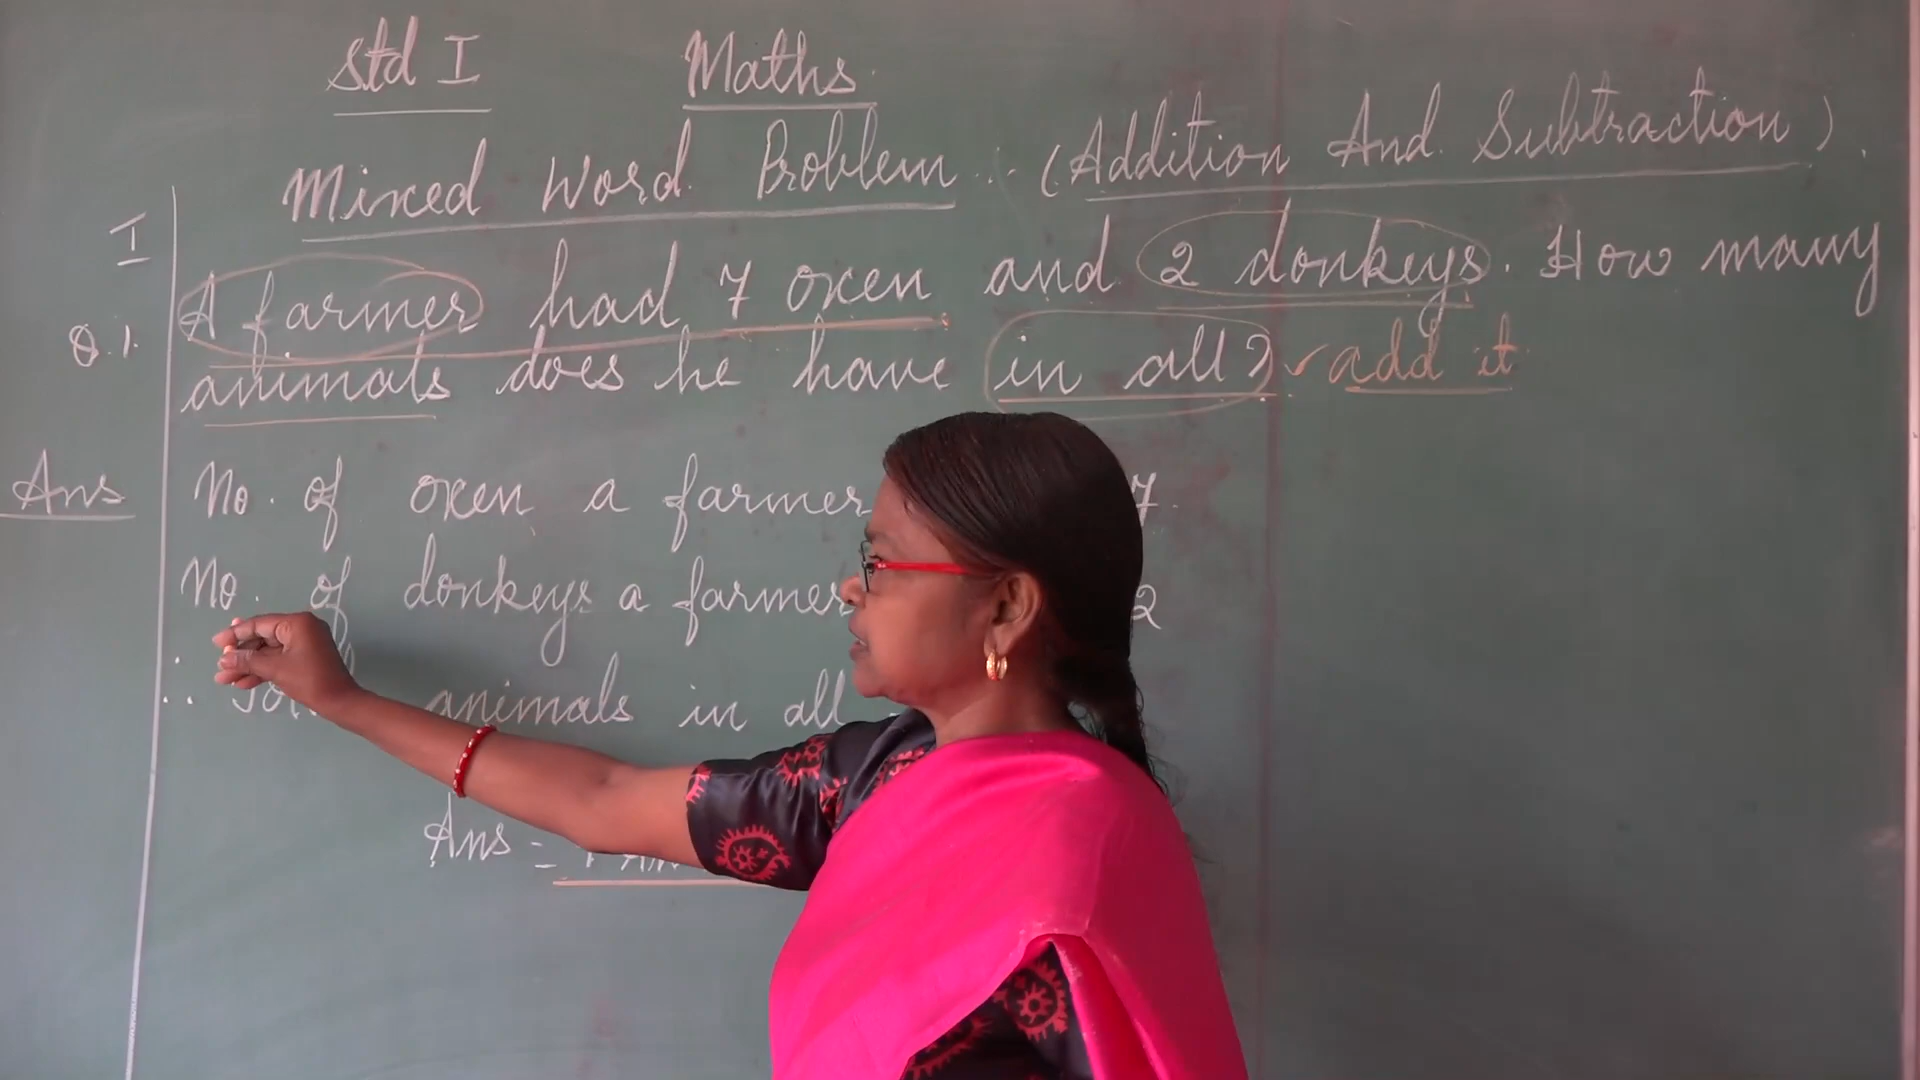 Std I Maths.
Mixed Word Problem. (Addition And Subtraction).
I
Q.1. A farmer had 7 oxen and 2 donkeys. How many
animals does he have in all? ✓ add it
Ans No. of oxen a farmer 7.
No. of donkeys a farmer 2
∴ animals in all
Ans =